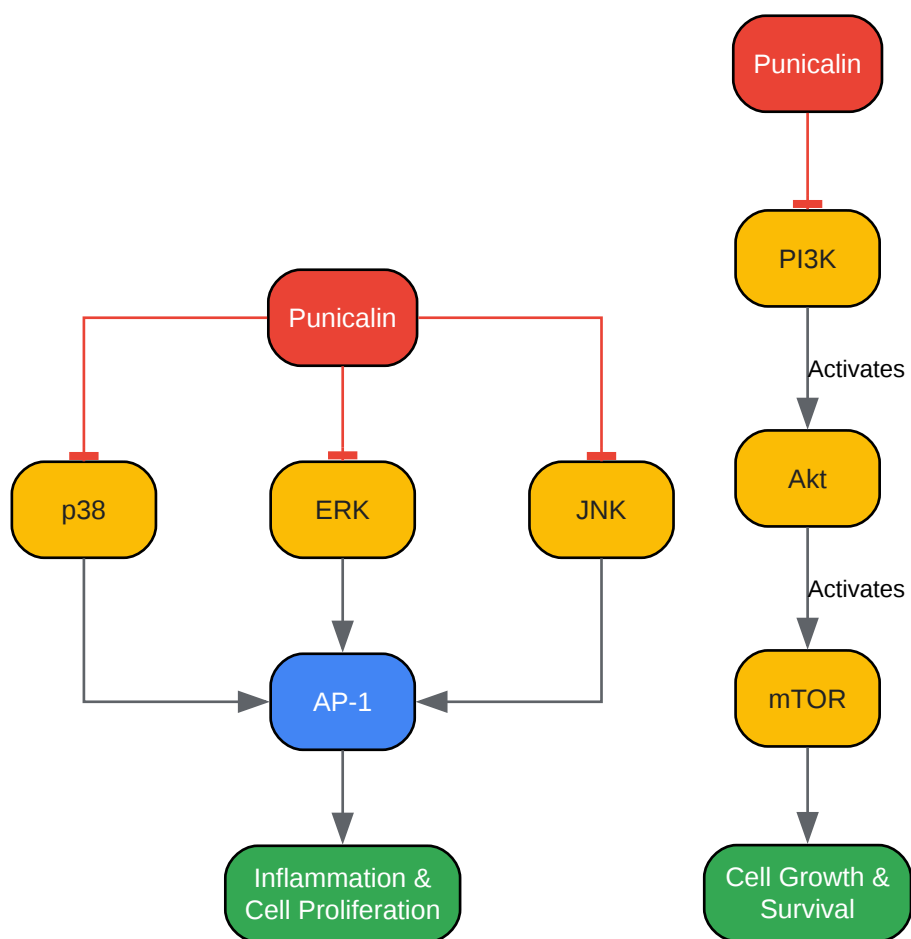 Punicalin
p38
ERK
JNK
AP-1
Inflammation &
Cell Proliferation
Punicalin
PI3K
Activates
Akt
Activates
mTOR
Cell Growth &
Survival